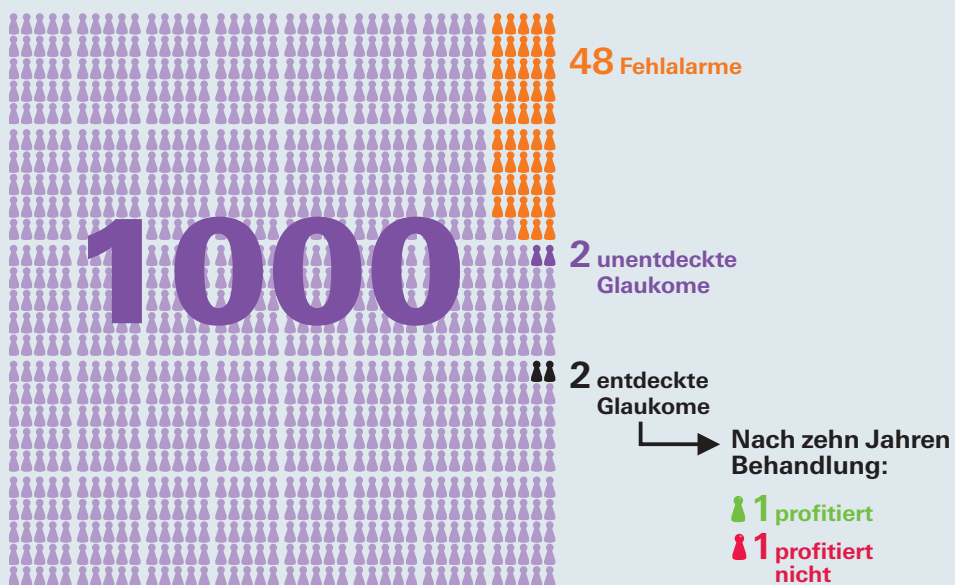 48 Fehlalarme
1000
2 unentdeckte
Glaukome
2 entdeckte
Glaukome
Nach zehn Jahren
Behandlung:
1 profitiert
1 profitiert
nicht